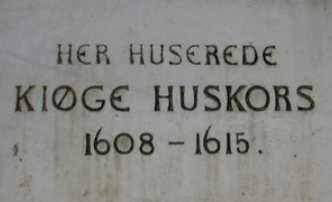 HER HUSEREDE
KIØGE HUSKORS
1608 – 1615.